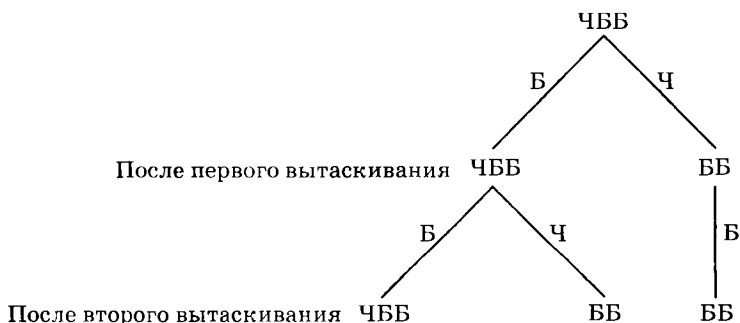 ЧББ
Б Ч
После первого вытаскивания ЧББ ББ
Б Ч Б
После второго вытаскивания ЧББ ББ ББ